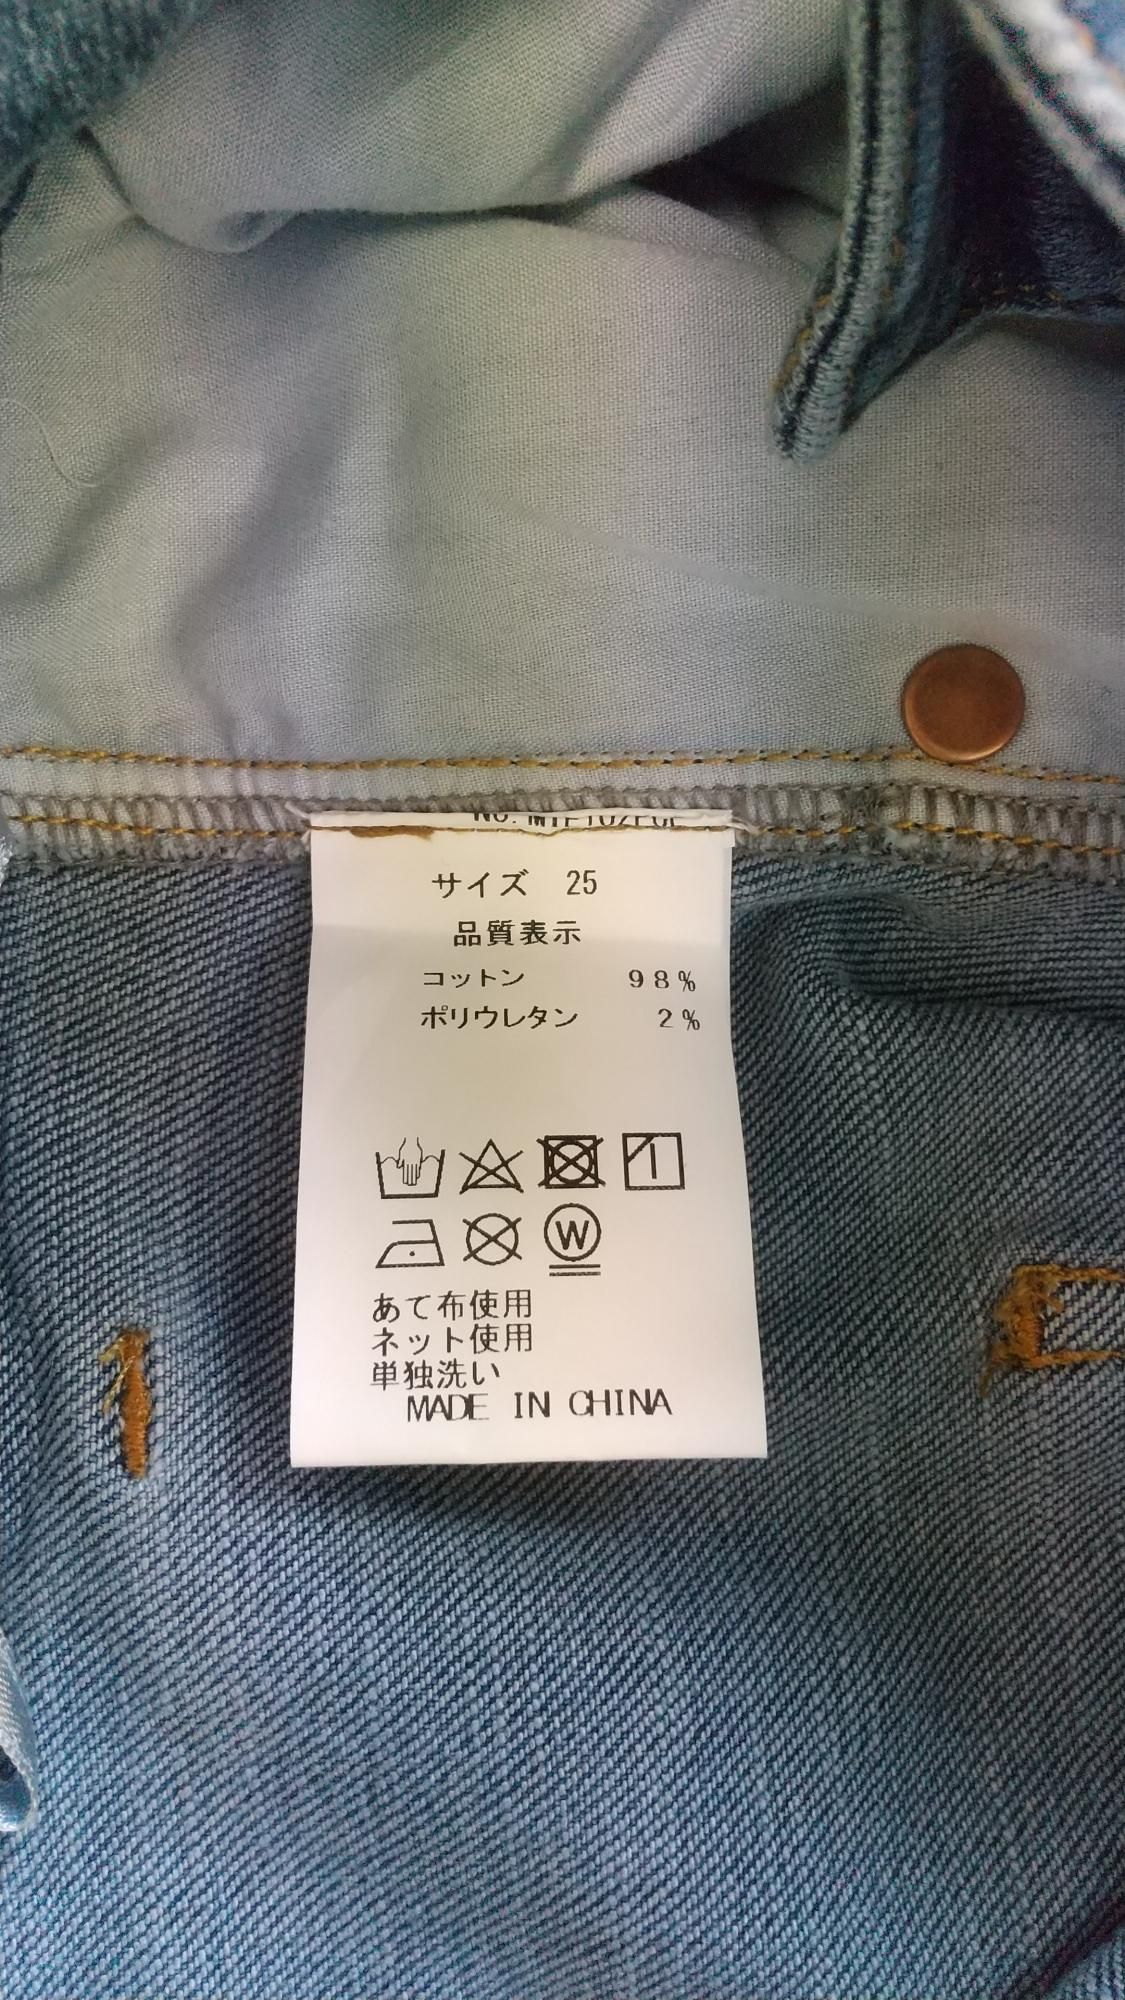 サイズ 25
品質表示
コットン 98%
ポリウレタン 2%
W
あて布使用
ネット使用
単独洗い
MADE IN CHINA